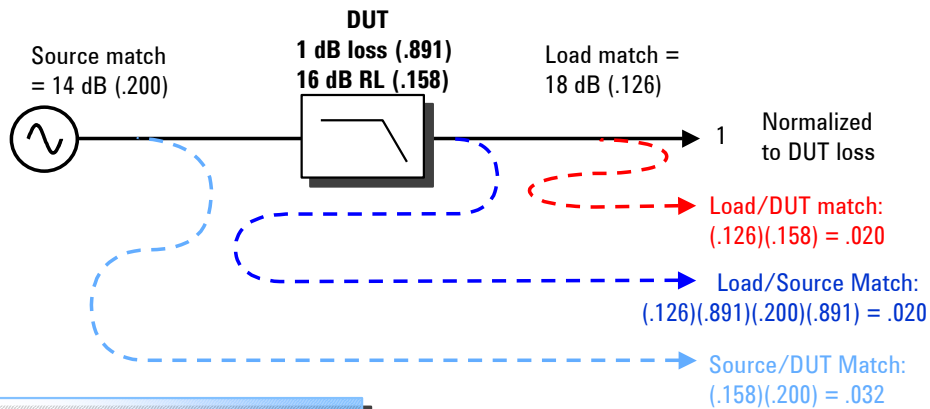 DUT
1 dB loss (.891)
16 dB RL (.158)
Source match
= 14 dB (.200)
Load match =
18 dB (.126)
1
Normalized
to DUT loss
Load/DUT match:
(.126)(.158) = .020
Load/Source Match:
(.126)(.891)(.200)(.891) = .020
Source/DUT Match:
(.158)(.200) = .032